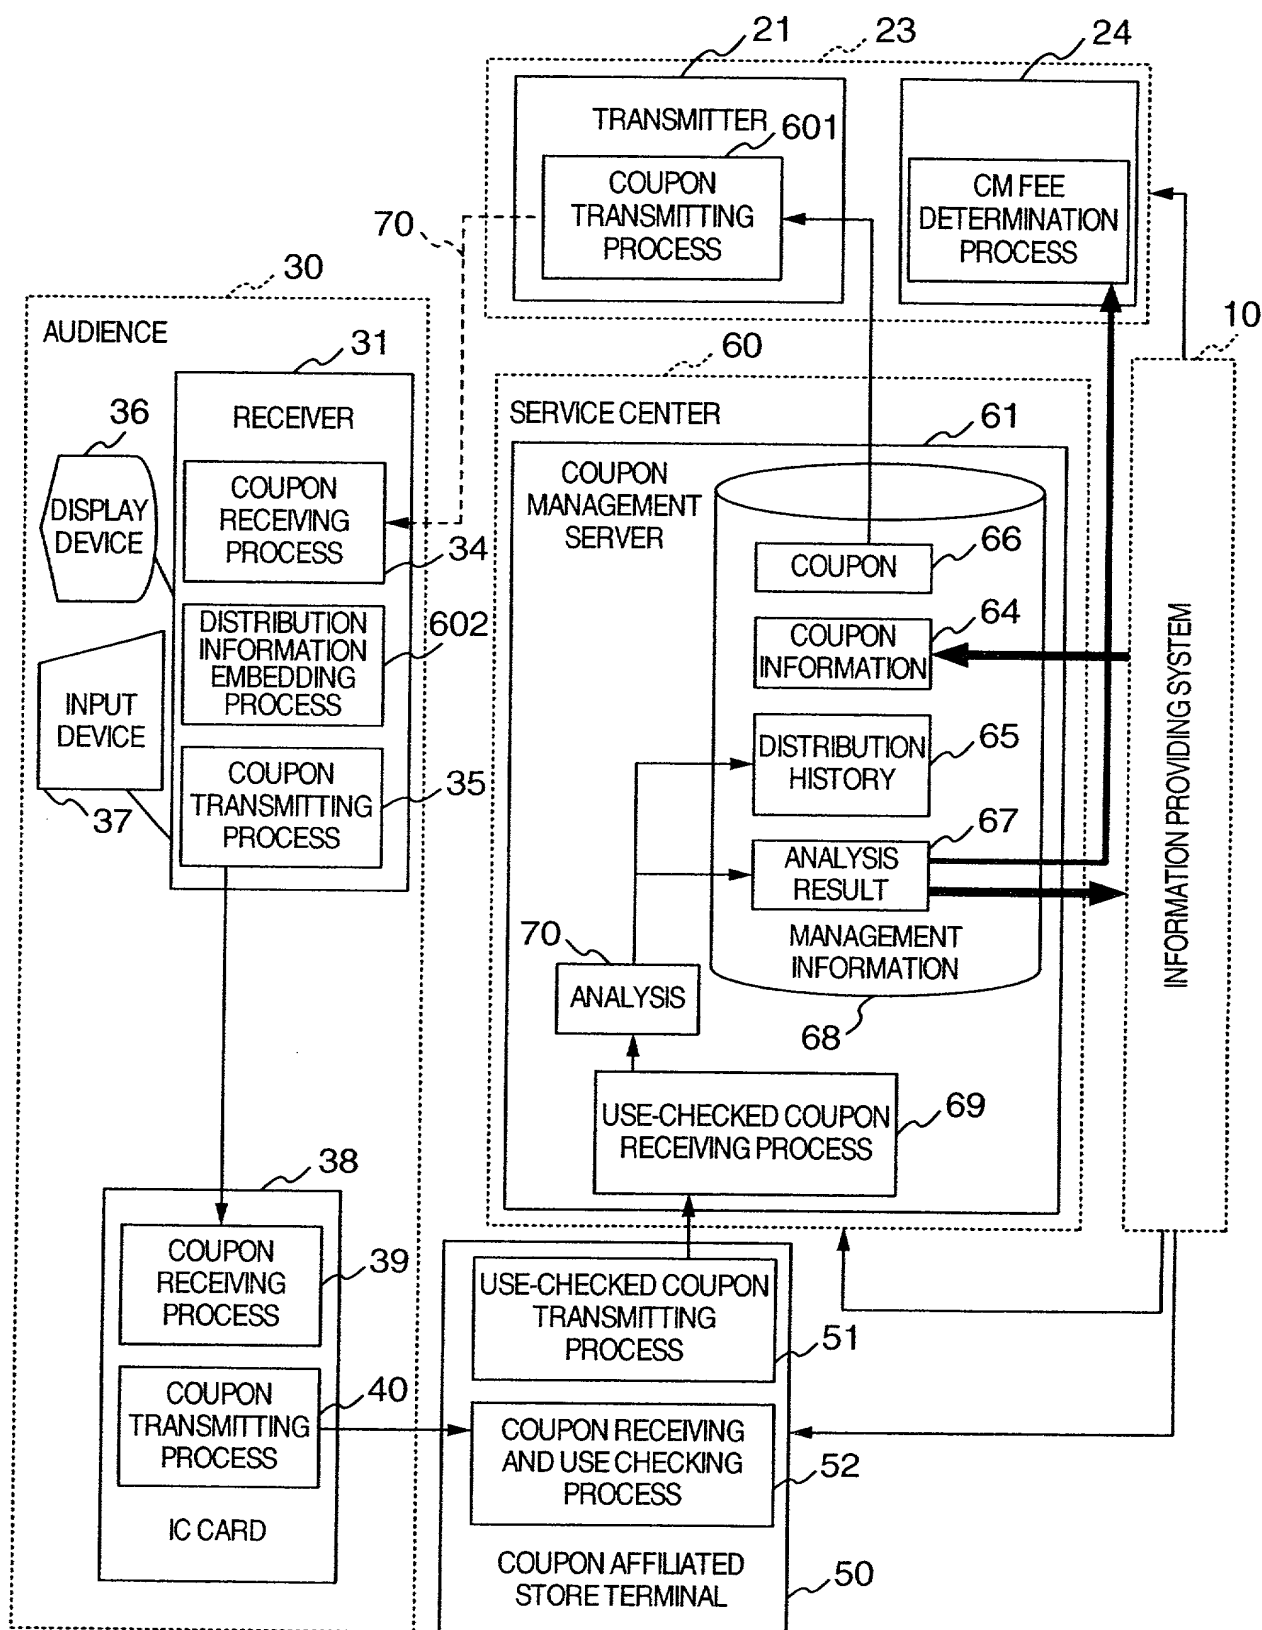 21
23
24
TRANSMITTER
601
COUPON
TRANSMITTING
PROCESS
CM FEE
DETERMINATION
PROCESS
70
30
AUDIENCE
31
RECEIVER
36
DISPLAY
DEVICE
COUPON
RECEIVING
PROCESS
34
DISTRIBUTION
INFORMATION
EMBEDDING
PROCESS
602
INPUT
DEVICE
37
COUPON
TRANSMITTING
PROCESS
35
60
10
SERVICE CENTER
61
COUPON
MANAGEMENT
SERVER
COUPON
66
COUPON
INFORMATION
64
DISTRIBUTION
HISTORY
65
ANALYSIS
RESULT
67
MANAGEMENT
INFORMATION
68
70
ANALYSIS
USE-CHECKED COUPON
RECEIVING PROCESS
69
INFORMATION PROVIDING SYSTEM
38
COUPON
RECEIVING
PROCESS
39
COUPON
TRANSMITTING
PROCESS
40
IC CARD
USE-CHECKED COUPON
TRANSMITTING
PROCESS
51
COUPON RECEIVING
AND USE CHECKING
PROCESS
52
COUPON AFFILIATED
STORE TERMINAL
50